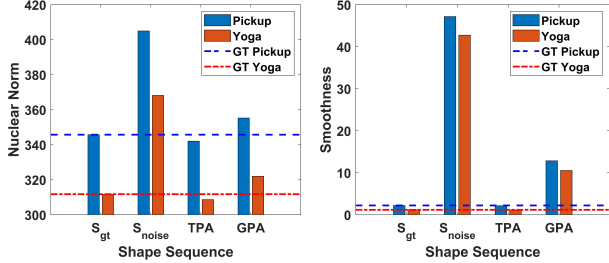 420
400
380
360
340
320
300
Nuclear Norm
Pickup
Yoga
GT Pickup
GT Yoga
S_gt S_noise TPA GPA
Shape Sequence
50
40
30
20
10
0
Smoothness
Pickup
Yoga
GT Pickup
GT Yoga
S_gt S_noise TPA GPA
Shape Sequence